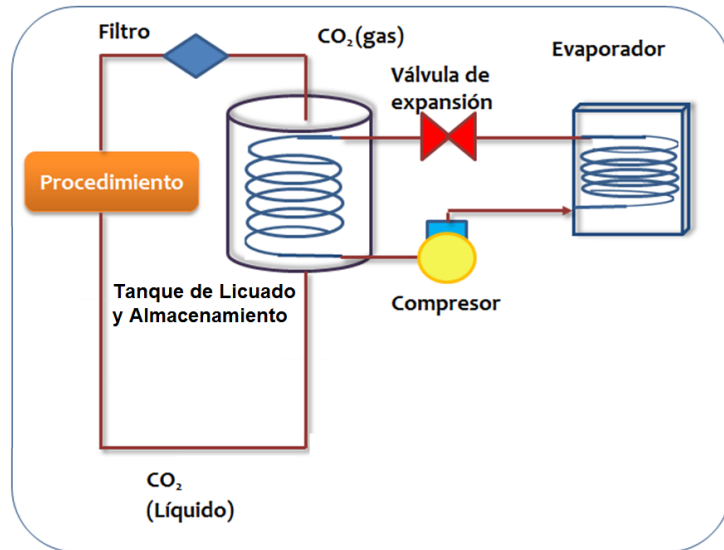 Filtro
CO₂(gas)
Evaporador
Válvula de
expansión
Procedimiento
Tanque de Licuado
y Almacenamiento
Compresor
CO₂
(Líquido)